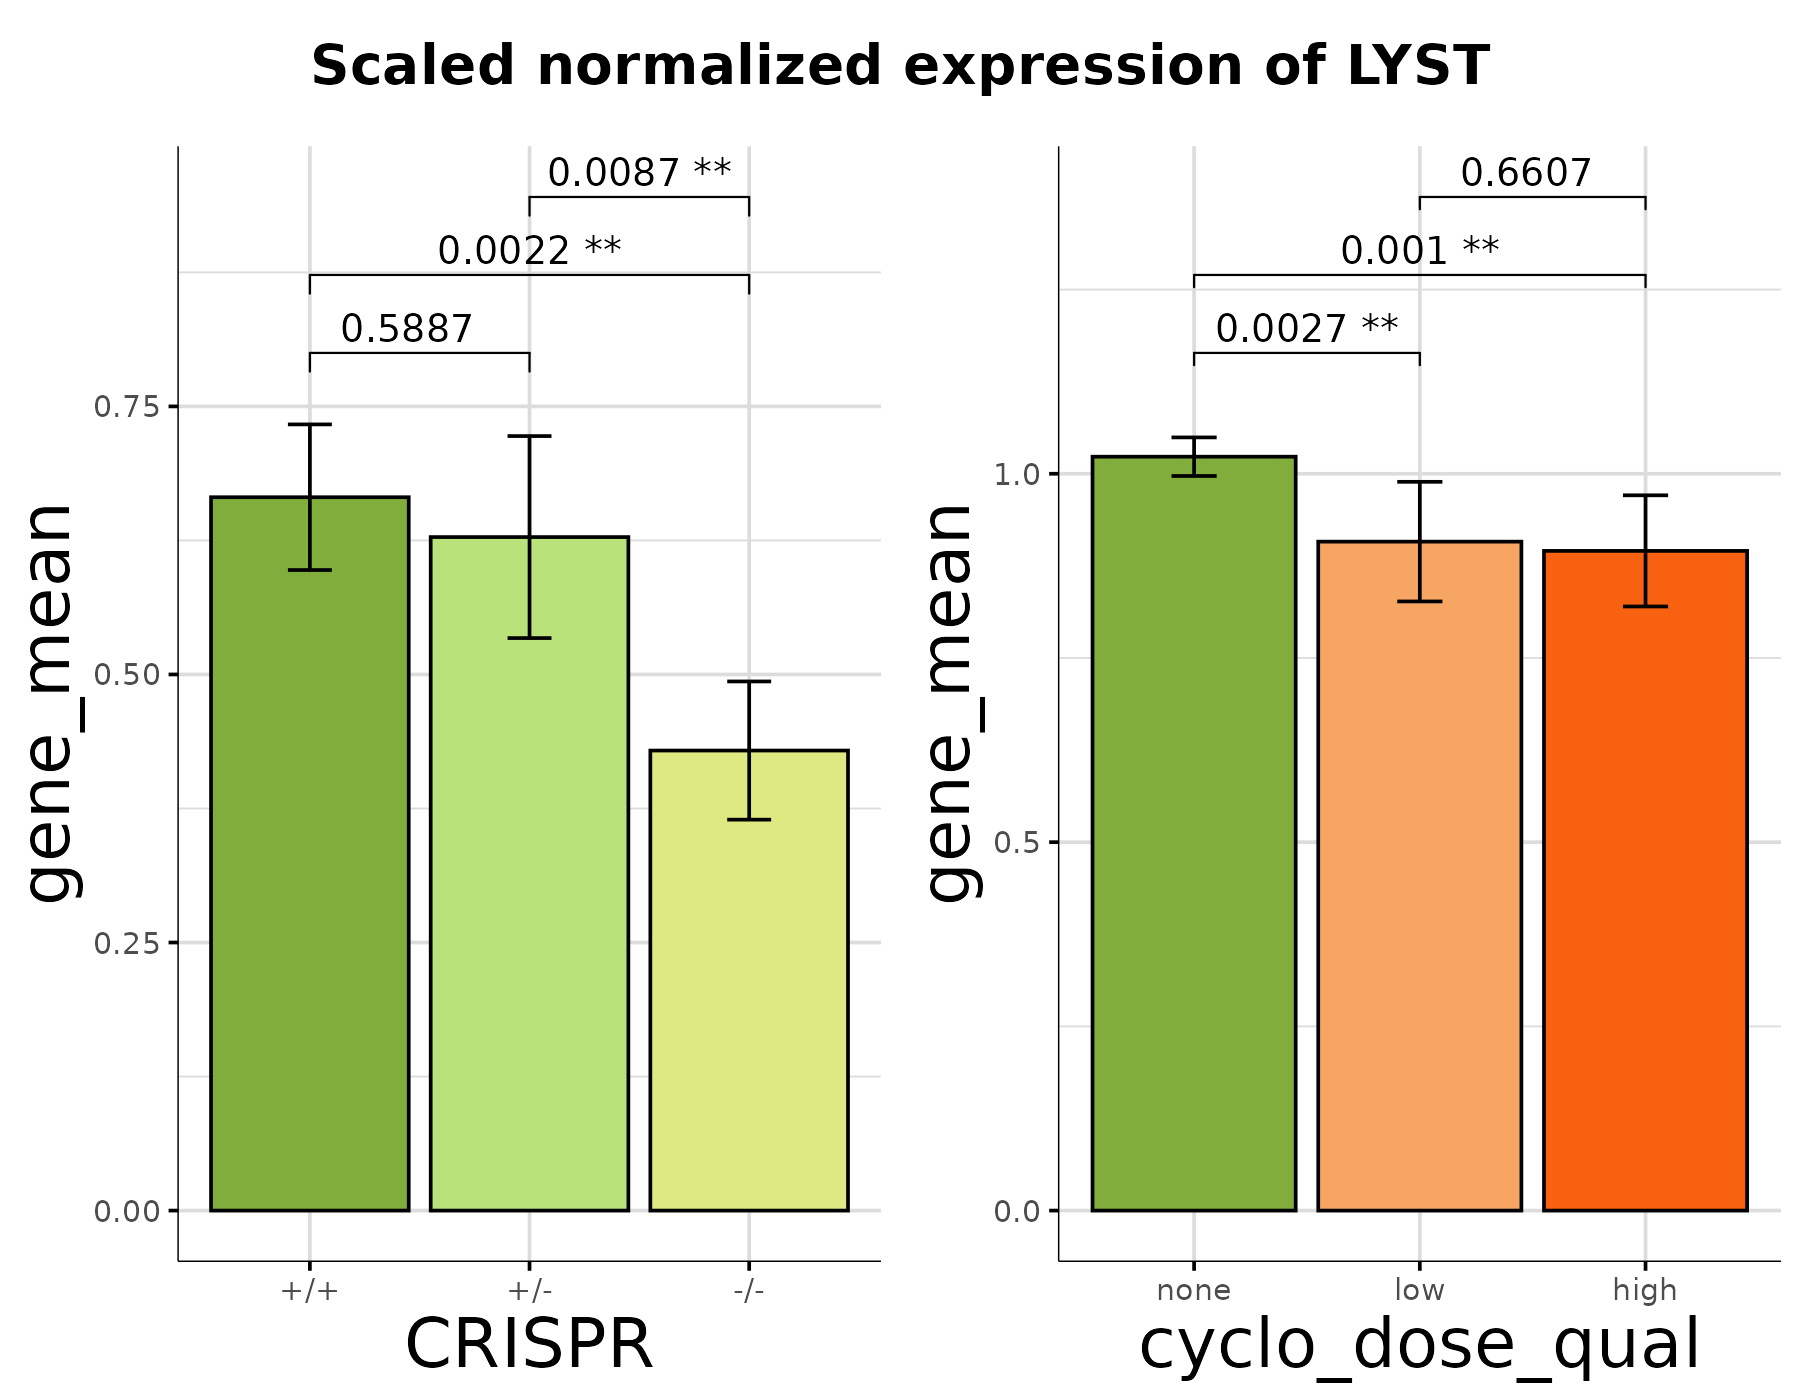 Scaled normalized expression of LYST
0.0087 **
0.0022 **
0.5887
0.75
0.50
0.25
0.00
gene_mean
+/+ +/- -/-
CRISPR
0.6607
0.001 **
0.0027 **
1.0
0.5
0.0
gene_mean
none low high
cyclo_dose_qual